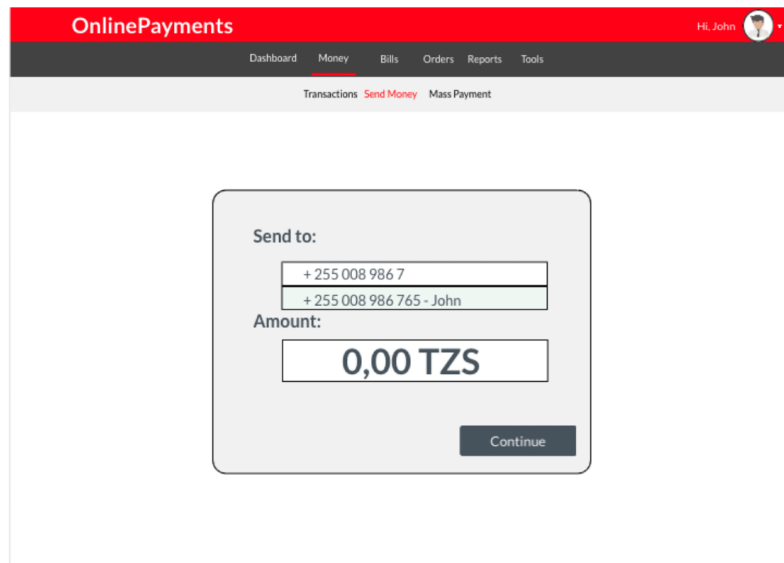 OnlinePayments
Hi, John
Dashboard Money Bills Orders Reports Tools
Transactions Send Money Mass Payment
Send to:
+ 255 008 986 7
+ 255 008 986 765 - John
Amount:
0,00 TZS
Continue